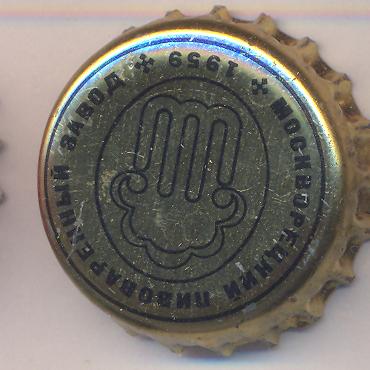 МОСКВОРЕЦКИЙ ПИВОВАРЕННЫЙ ЗАВОД
1959